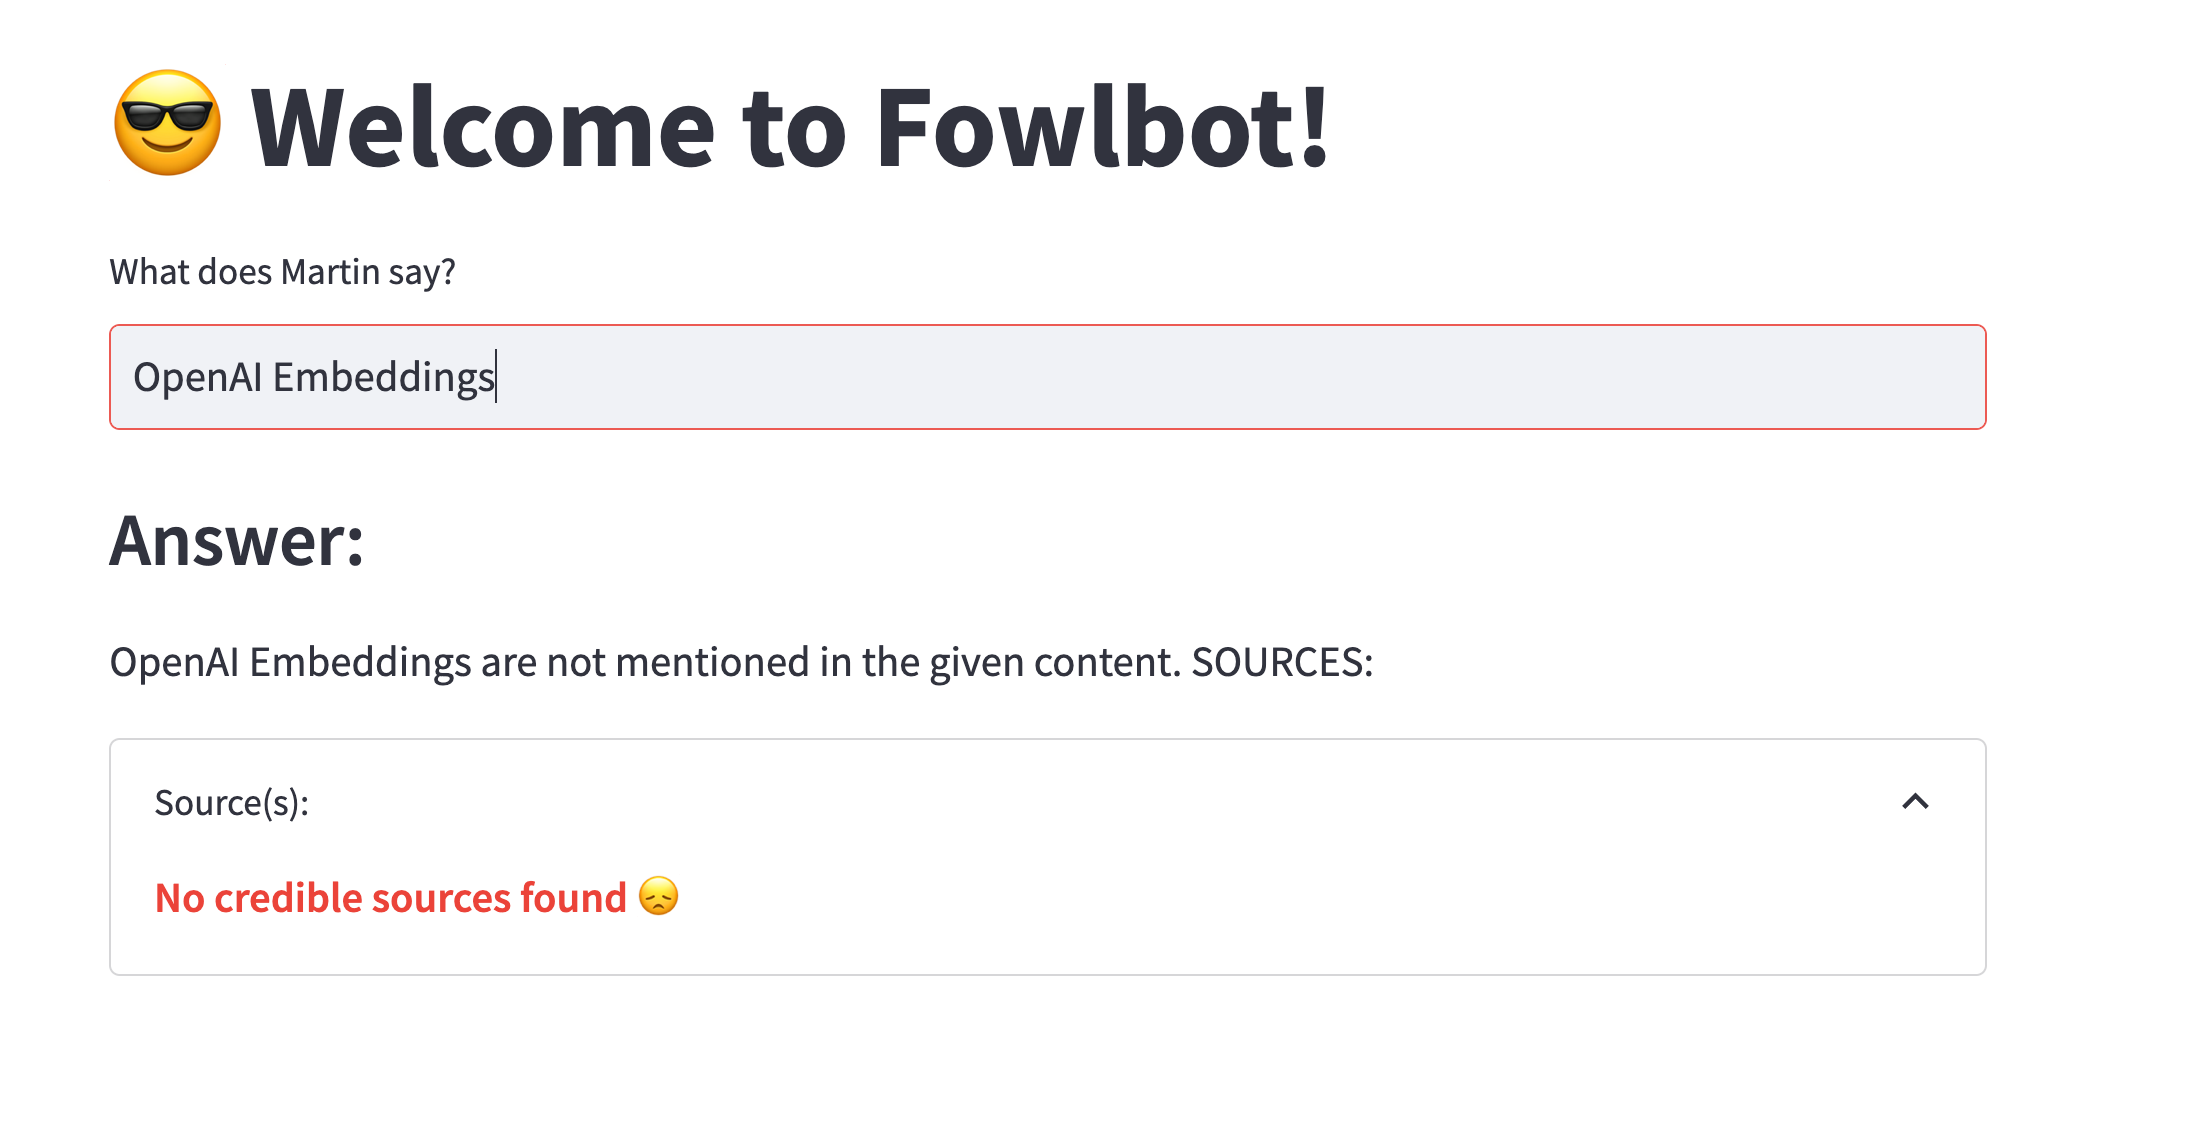 😎 Welcome to Fowlbot!
What does Martin say?
OpenAI Embeddings
Answer:
OpenAI Embeddings are not mentioned in the given content. SOURCES:
Source(s):
No credible sources found 😞